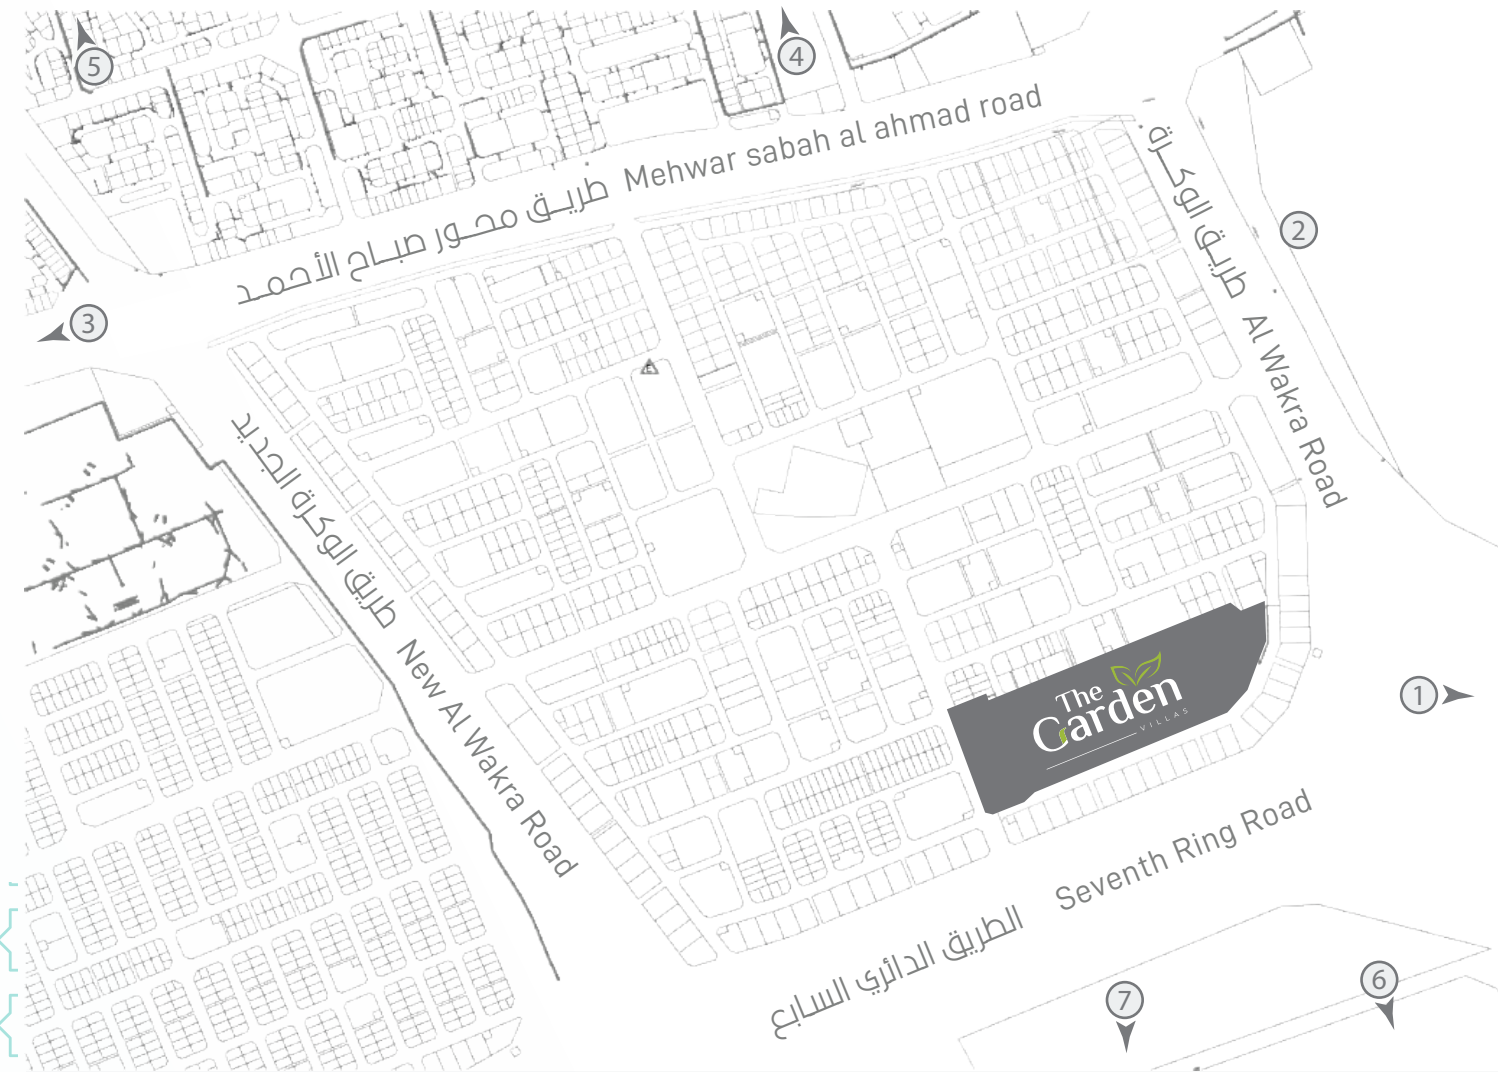 5
4
Mehwar sabah al ahmad road
طريق محور صباح الأحمد
2
طريق الوكرة
Al Wakra Road
3
طريق الوكرة الجديد
New Al Wakra Road
1
The
Garden
VILLAS
Seventh Ring Road
الطريق الدائري السابع
7
6